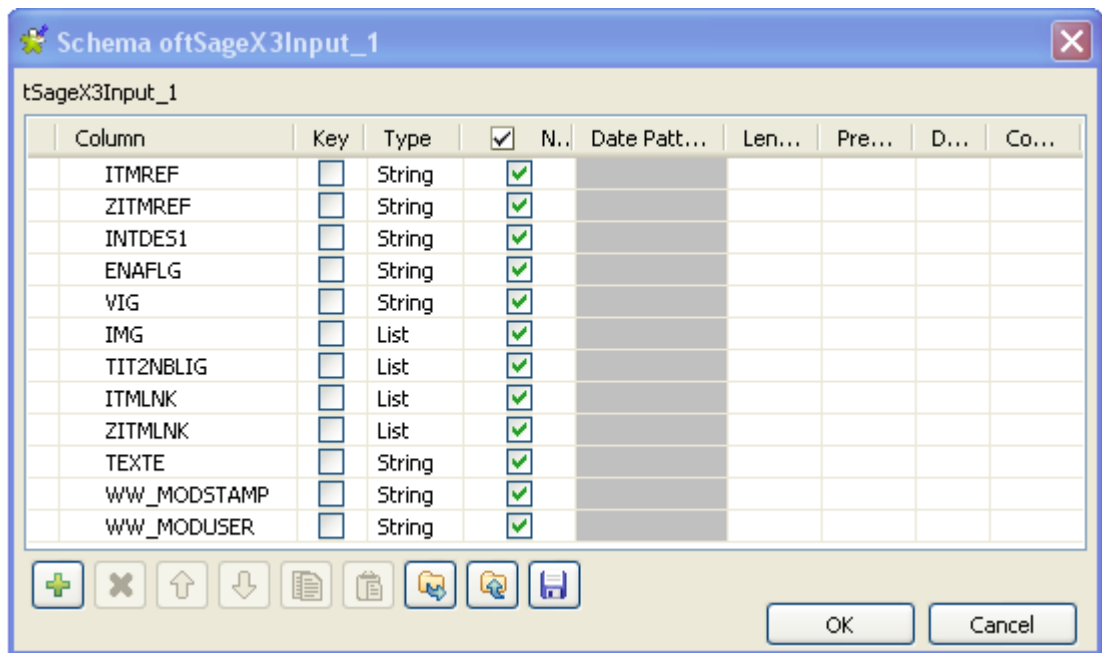 Schema oftSageX3Input_1
tSageX3Input_1
Column Key Type N.. Date Patt... Len... Pre... D... Co...
ITMREF String
ZITMREF String
INTDES1 String
ENAFLG String
VIG String
IMG List
TIT2NBLIG List
ITMLNK List
ZITMLNK List
TEXTE String
WW_MODSTAMP String
WW_MODUSER String
OK Cancel